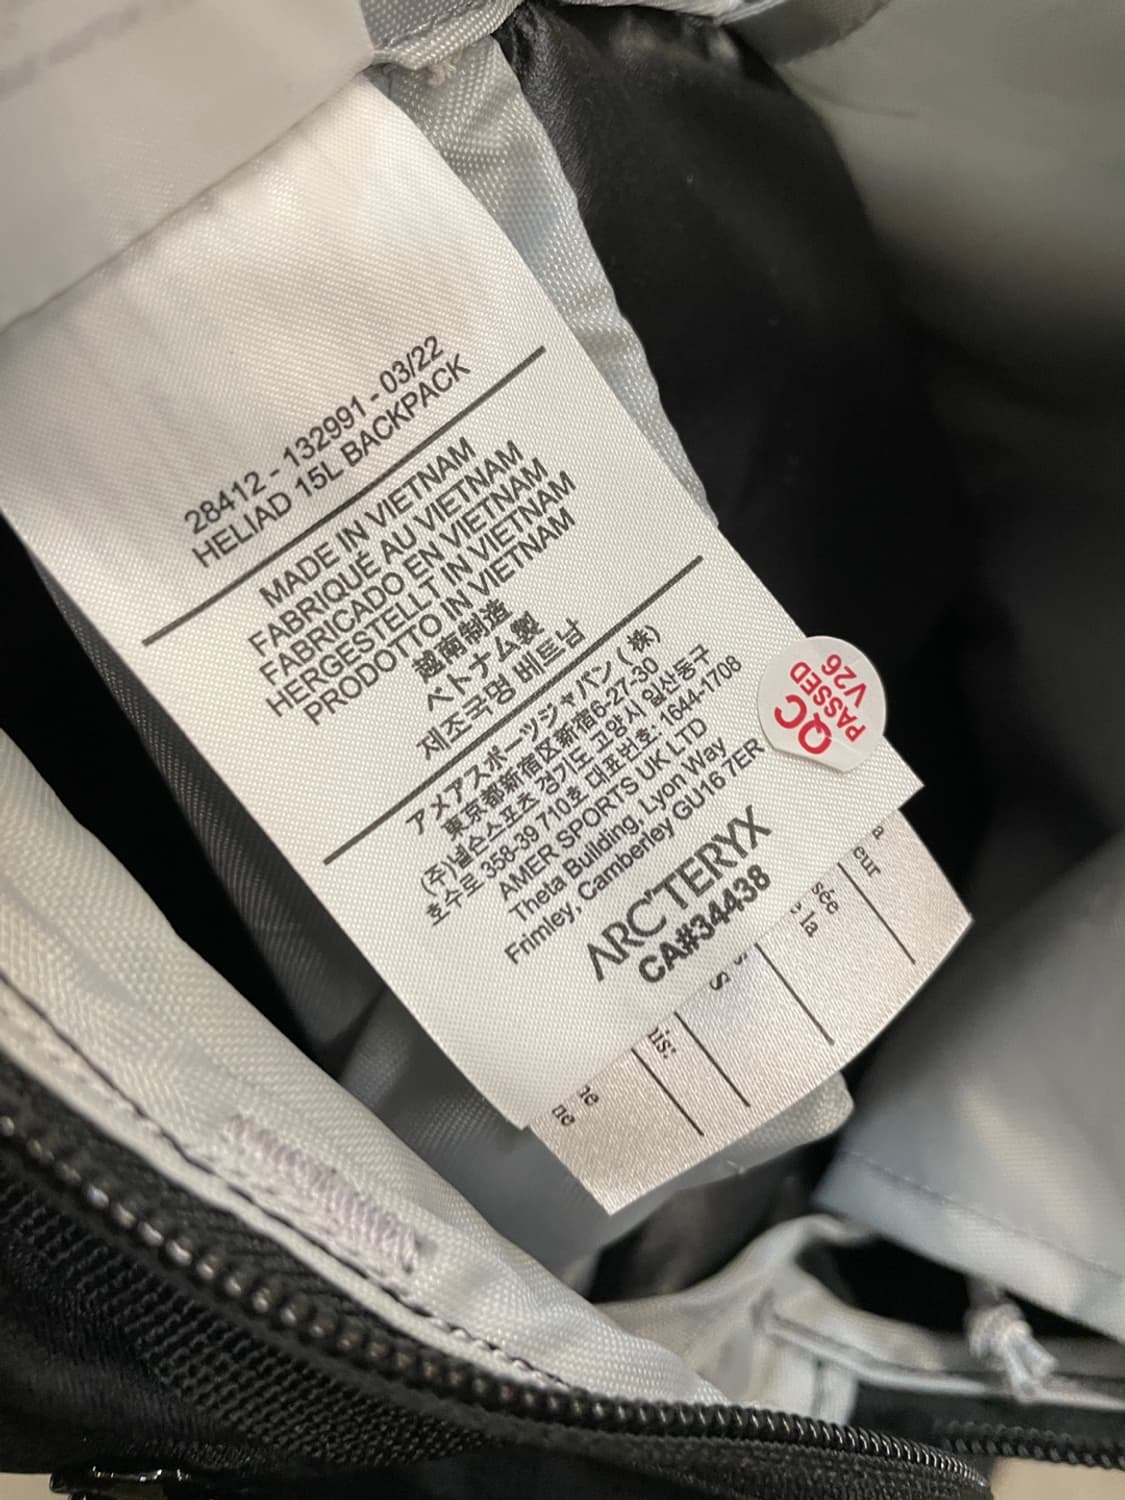 28412 - 132991 - 03/22
HELIAD 15L BACKPACK
MADE IN VIETNAM
FABRIQUÉ AU VIETNAM
FABRICADO EN VIETNAM
HERGESTELLT IN VIETNAM
PRODOTTO IN VIETNAM
越南制造
ベトナム製
제조국명 베트남
アメアスポーツジャパン(株)
東京都新宿区新宿6-27-30
(주)넬슨스포츠 경기도 고양시 일산동구
호수로 358-39 710호 대표번호: 1644-1708
AMER SPORTS UK LTD
Theta Building, Lyon Way
Frimley, Camberley GU16 7ER
ARC'TERYX
CA#34438
QC
PASSED
V26